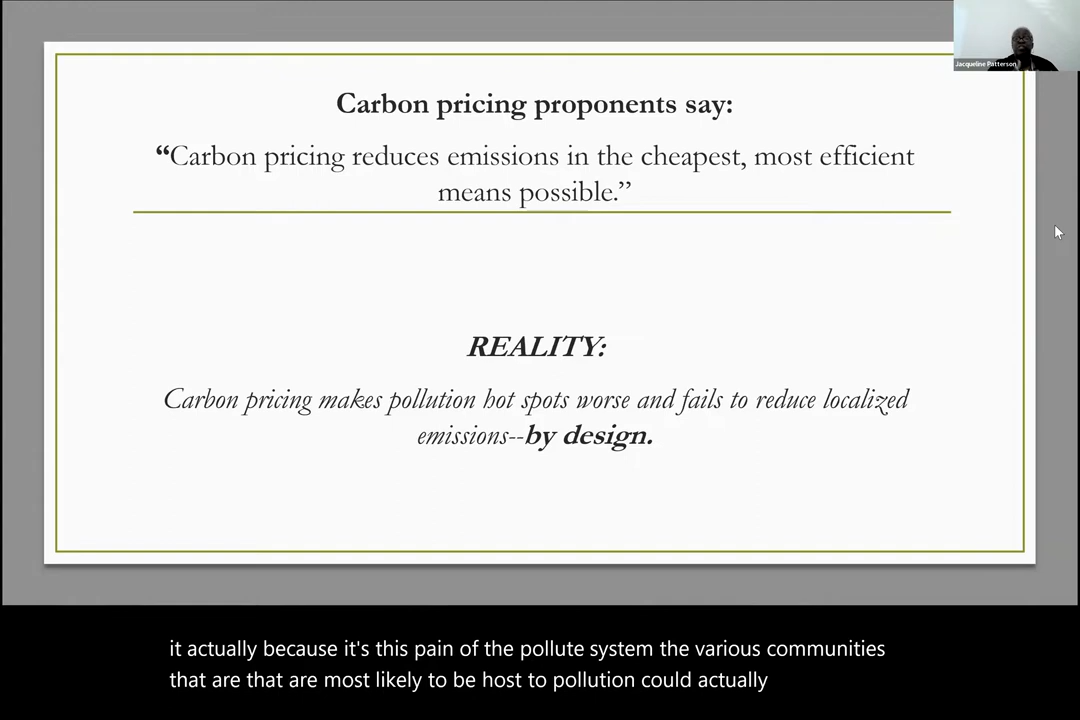 Jacqueline Patterson
Carbon pricing proponents say:
“Carbon pricing reduces emissions in the cheapest, most efficient
means possible.”
REALITY:
Carbon pricing makes pollution hot spots worse and fails to reduce localized
emissions--by design.
it actually because it's this pain of the pollute system the various communities
that are that are most likely to be host to pollution could actually